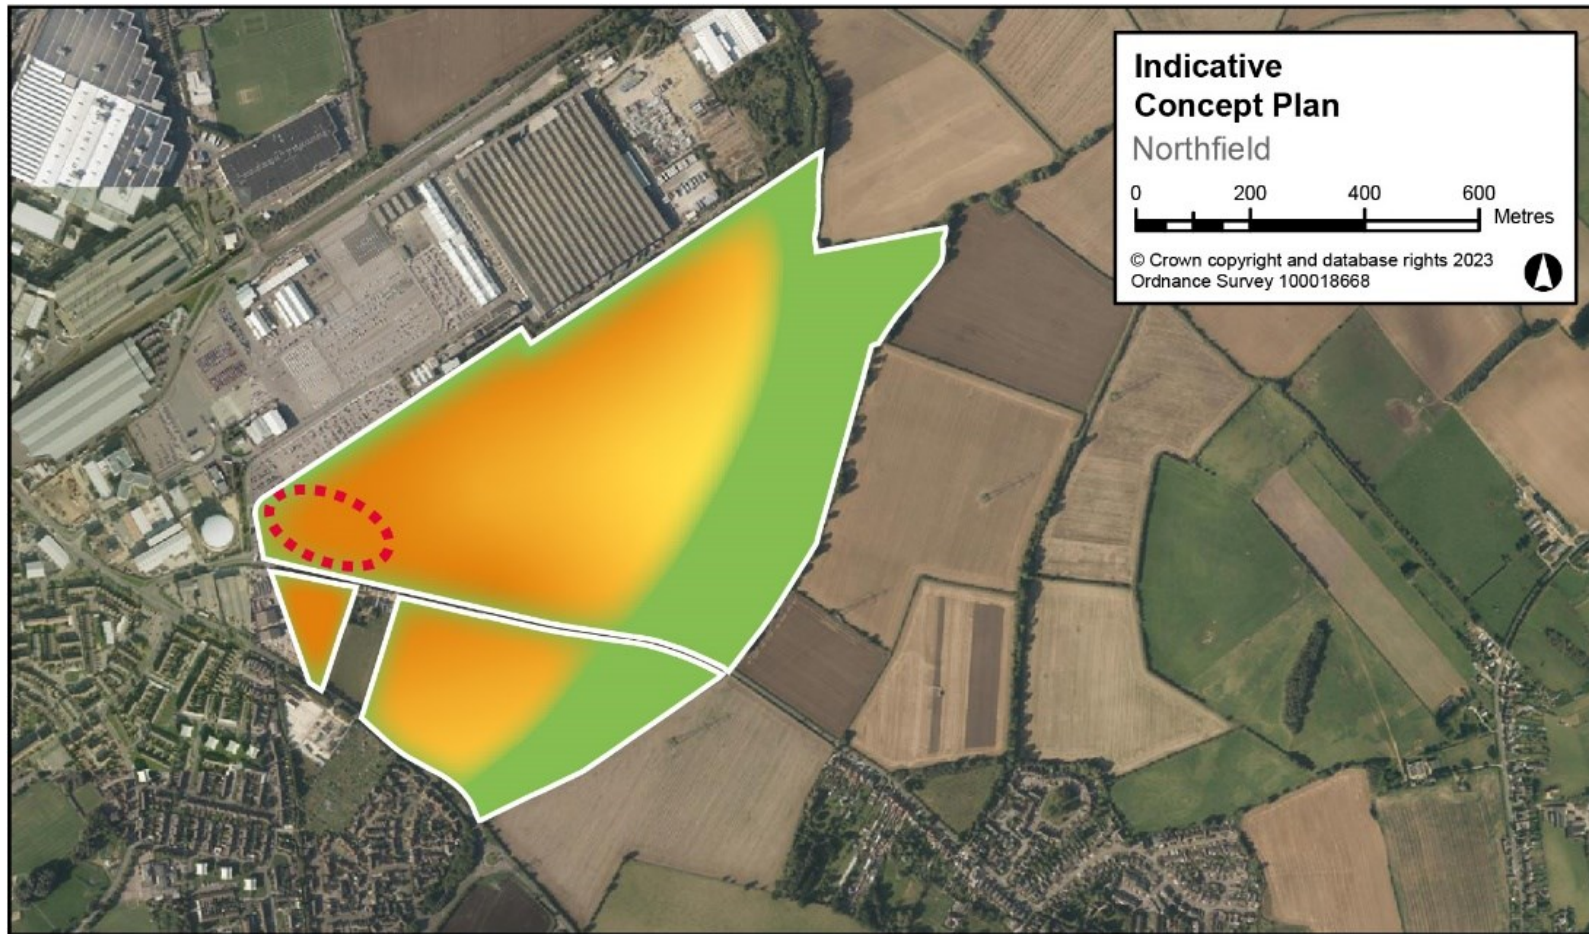 Indicative
Concept Plan
Northfield
0 200 400 600
Metres
© Crown copyright and database rights 2023
Ordnance Survey 100018668